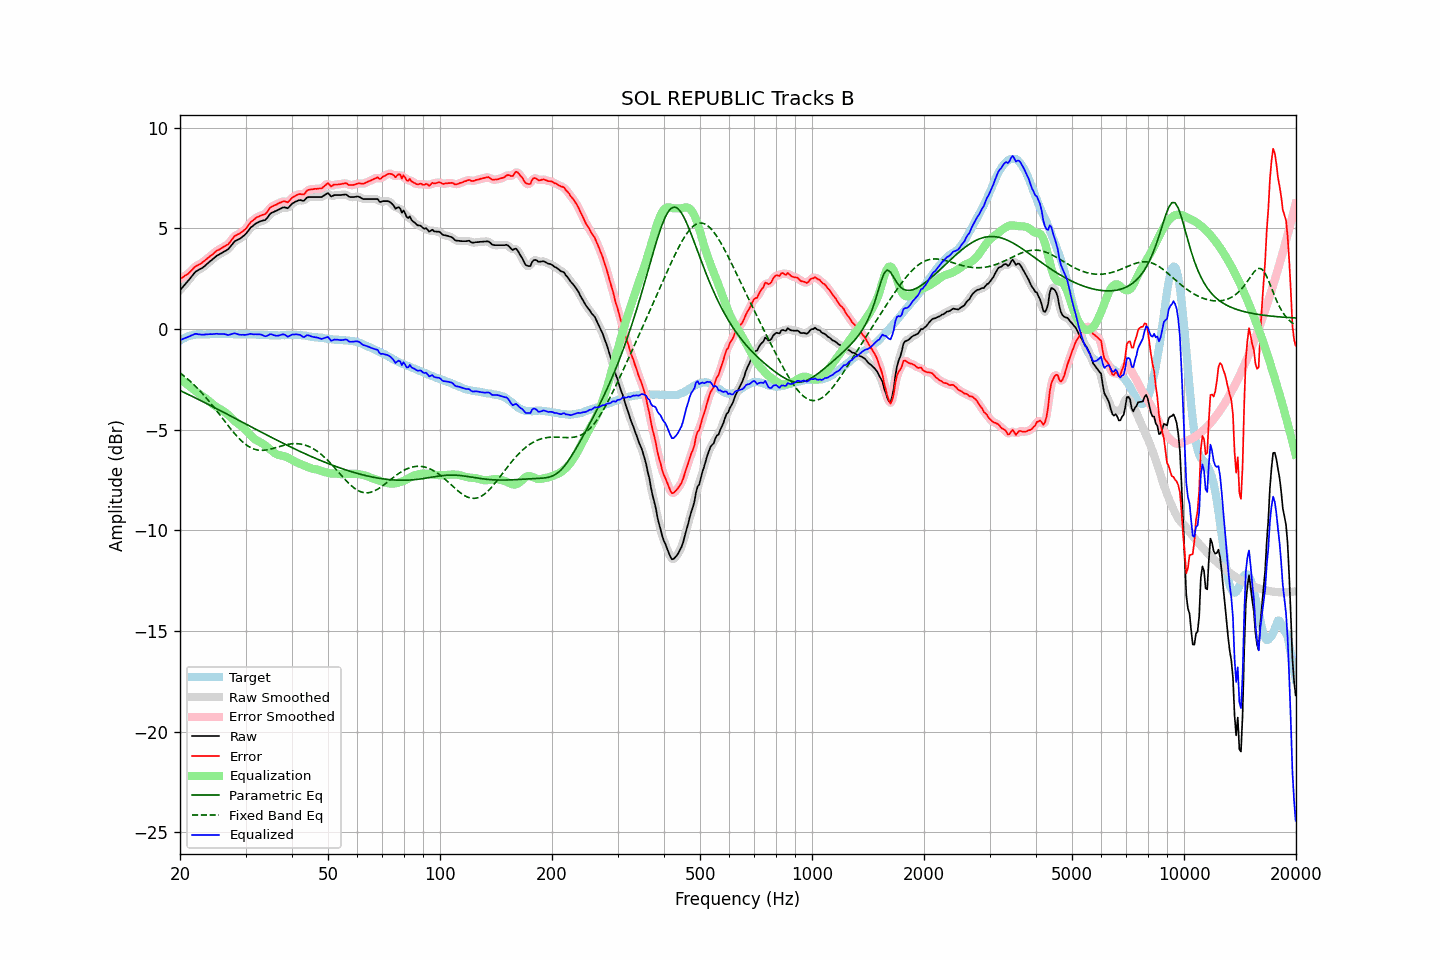 SOL REPUBLIC Tracks B
10
5
0
−5
−10
−15
−20
−25
Amplitude (dBr)
Target
Raw Smoothed
Error Smoothed
Raw
Error
Equalization
Parametric Eq
Fixed Band Eq
Equalized
20 50 100 200 500 1000 2000 5000 10000 20000
Frequency (Hz)